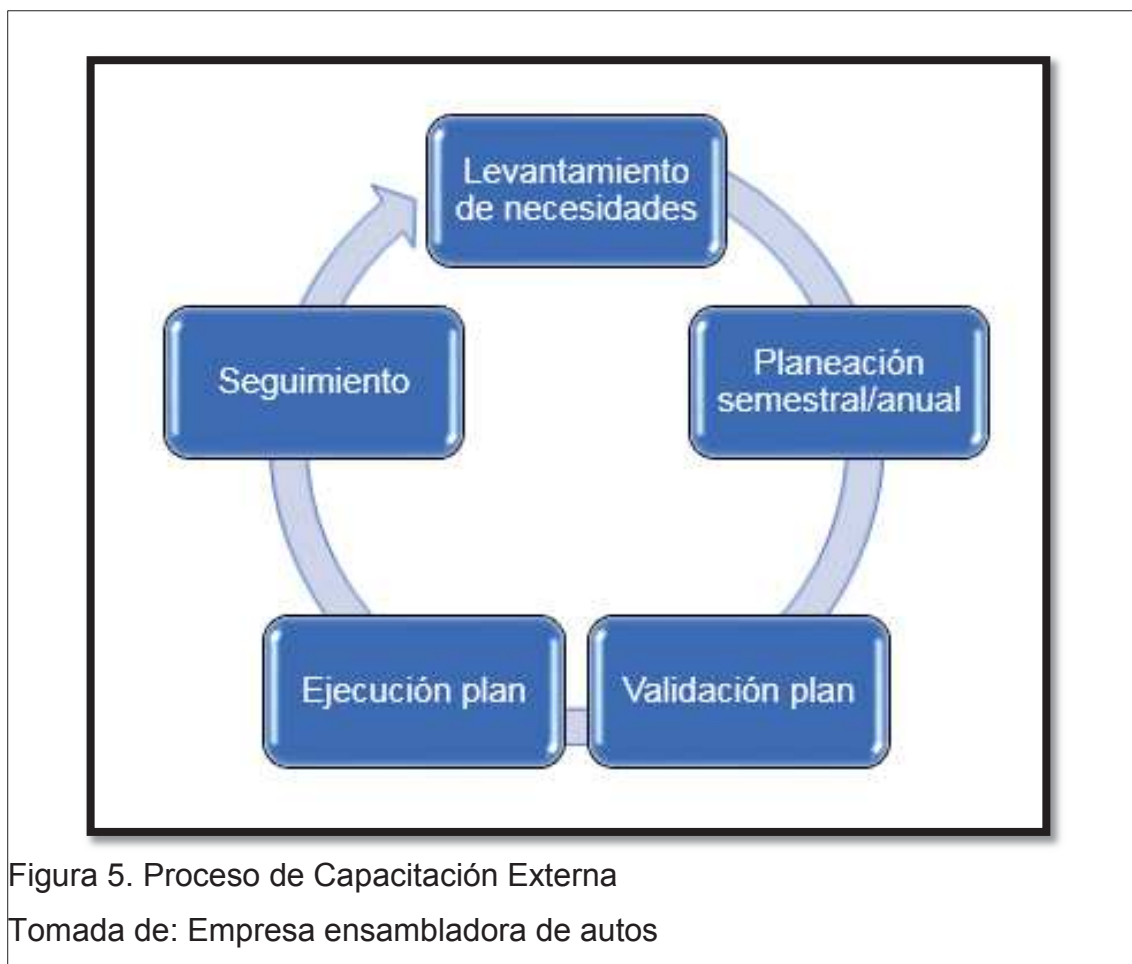 Levantamiento
de necesidades
Planeación
semestral/anual
Validación plan
Ejecución plan
Seguimiento
Figura 5. Proceso de Capacitación Externa
Tomada de: Empresa ensambladora de autos